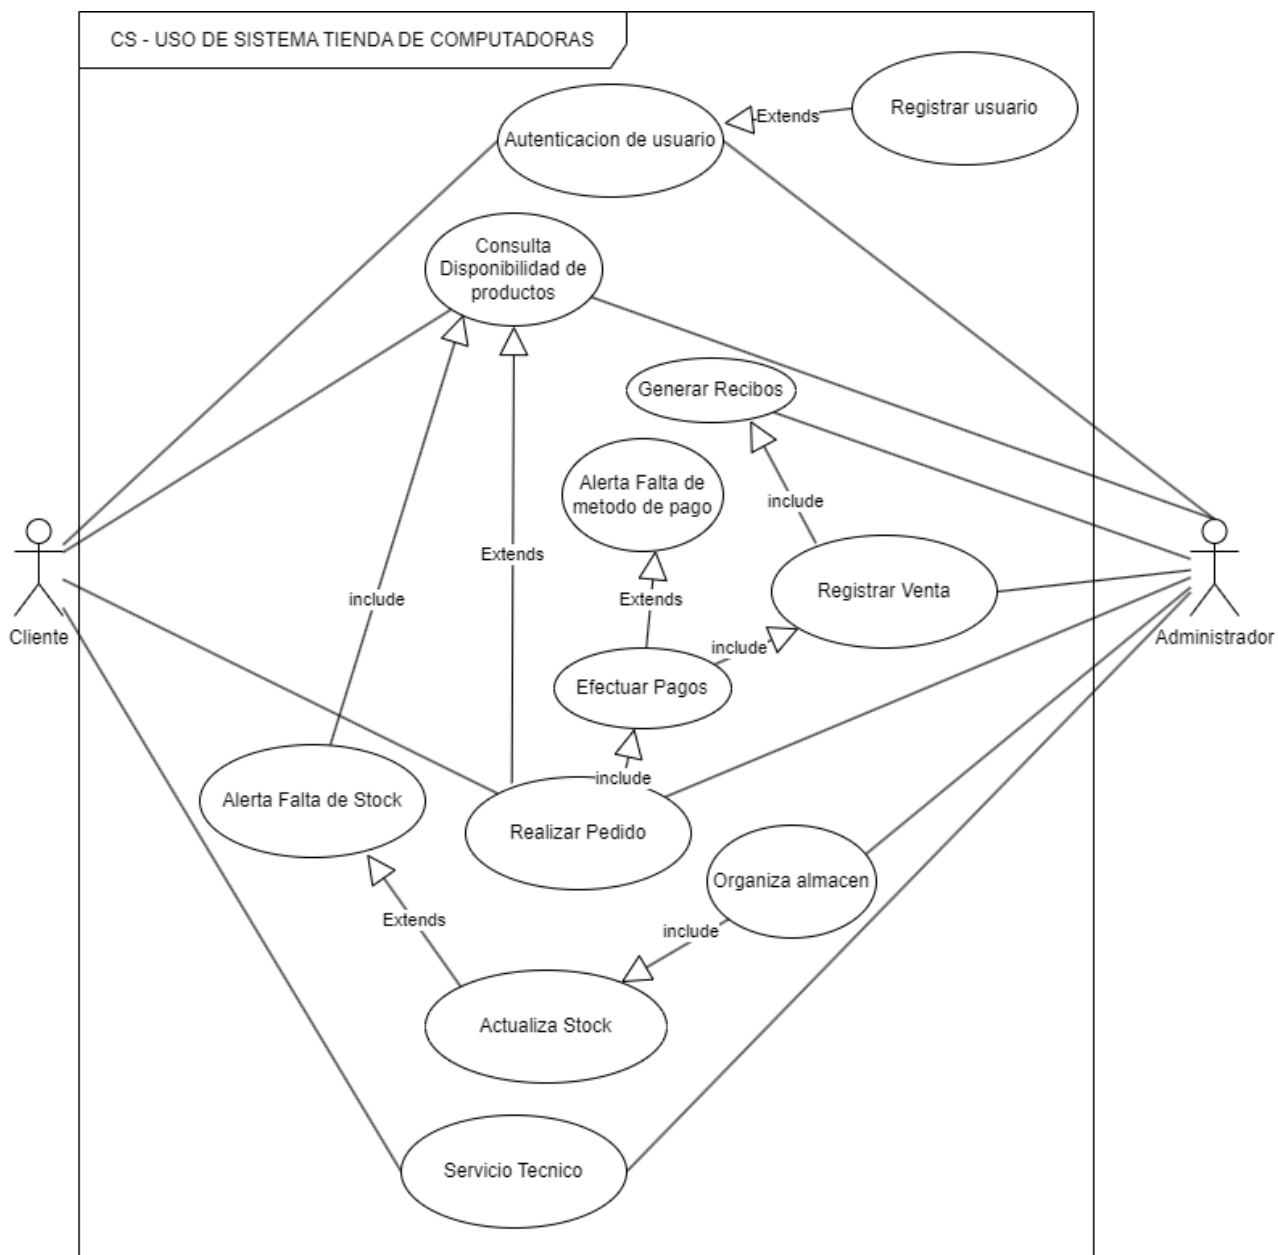 CS - USO DE SISTEMA TIENDA DE COMPUTADORAS
Registrar usuario
Extends
Autenticacion de usuario
Consulta
Disponibilidad de
productos
Generar Recibos
Alerta Falta de
metodo de pago
include
Extends
Registrar Venta
include
Extends
Cliente
Administrador
include
Efectuar Pagos
include
Alerta Falta de Stock
Realizar Pedido
Organiza almacen
Extends
include
Actualiza Stock
Servicio Tecnico